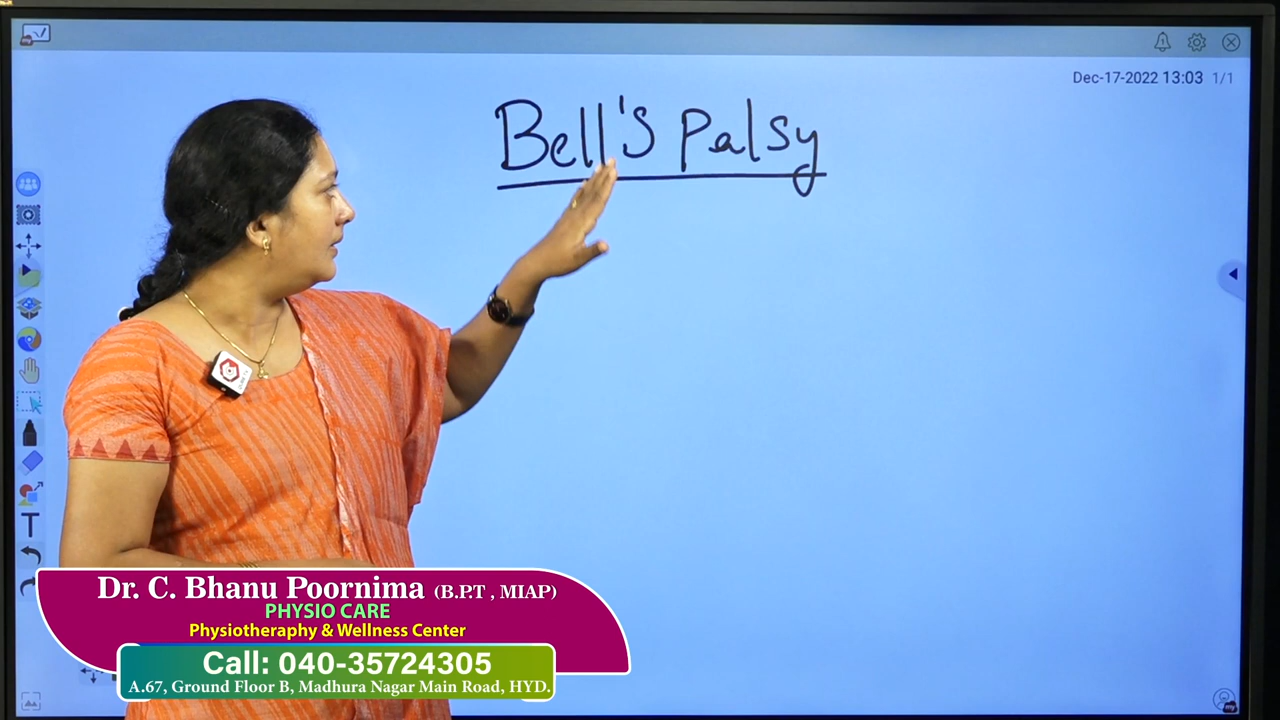 Dec-17-2022 13:03 1/1
Bell's Palsy
Dr. C. Bhanu Poornima (B.P.T , MIAP)
PHYSIO CARE
Physiotheraphy & Wellness Center
Call: 040-35724305
A.67, Ground Floor B, Madhura Nagar Main Road, HYD.